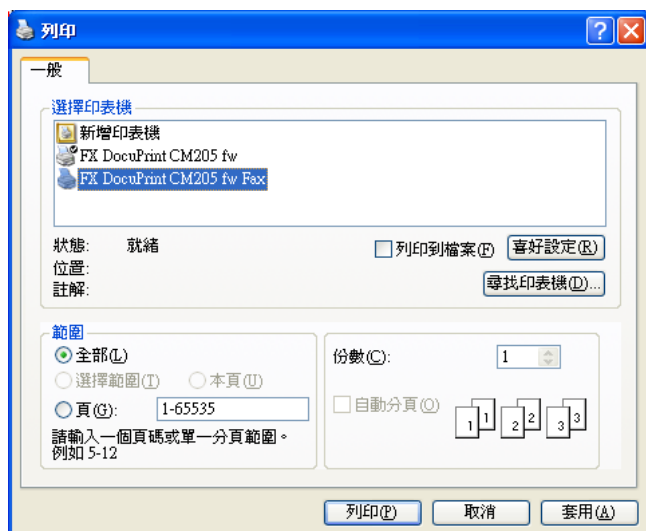 列印
一般
選擇印表機
新增印表機
FX DocuPrint CM205 fw
FX DocuPrint CM205 fw Fax
狀態: 就緒
列印到檔案(F)
喜好設定(R)
位置:
註解:
尋找印表機(D)...
範圍
全部(L)
選擇範圍(T) 本頁(U)
頁(G): 1-65535
請輸入一個頁碼或單一分頁範圍。
例如 5-12
份數(C): 1
自動分頁(O)
1 1 2 2 3 3
列印(P) 取消 套用(A)